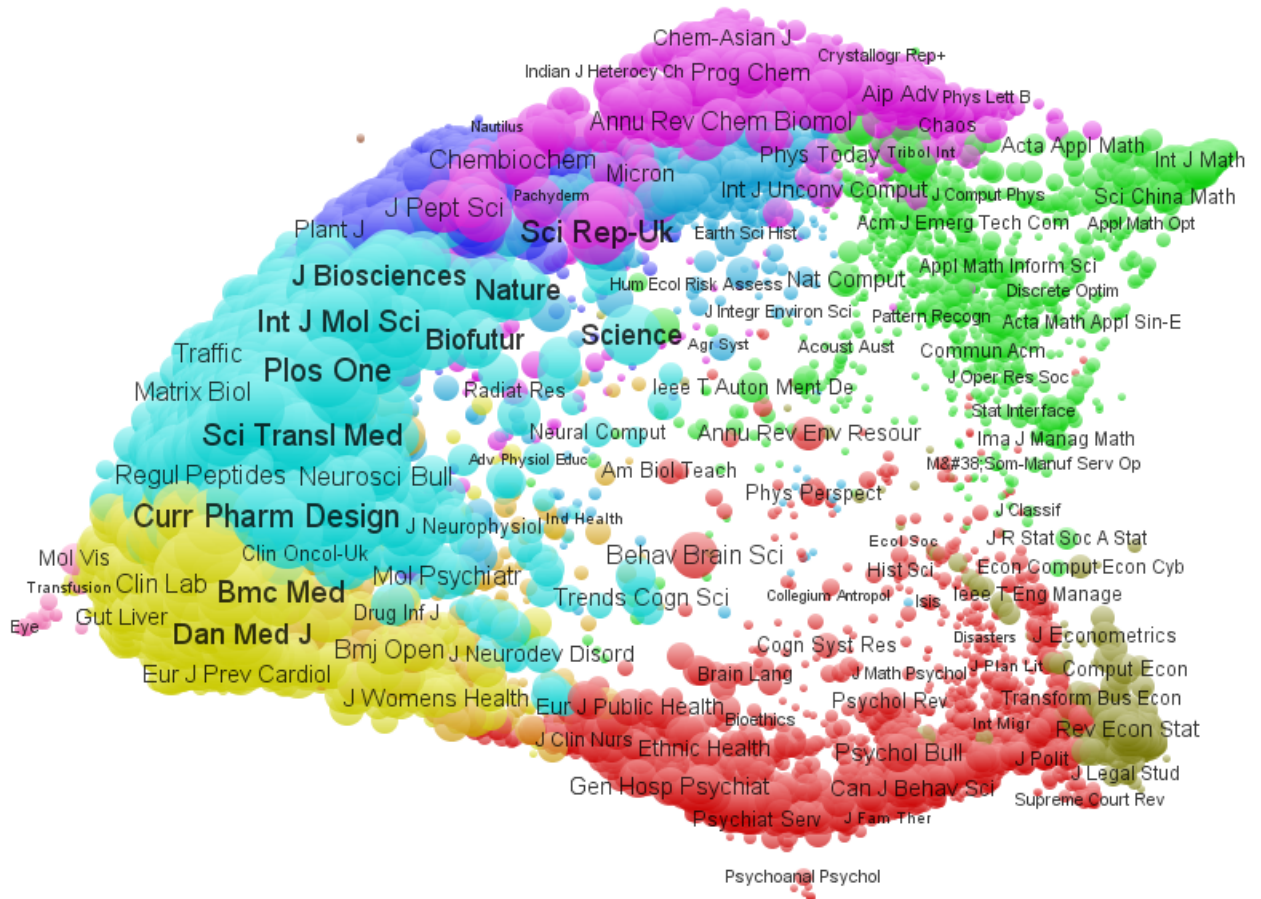 Chem-Asian J
Crystallogr Rep+
Indian J Heterocy Ch
Prog Chem
Aip Adv
Phys Lett B
Annu Rev Chem Biomol
Chaos
Nautilus
Acta Appl Math
Int J Math
Chembiochem
Micron
Phys Today
Tribol Int
Pachyderm
Int J Unconv Comput
J Comput Phys
Sci China Math
J Pept Sci
Plant J
Sci Rep-Uk
Earth Sci Hist
Acm J Emerg Tech Com
Appl Math Opt
J Biosciences
Nature
Hum Ecol Risk Assess
Nat Comput
Appl Math Inform Sci
Discrete Optim
Int J Mol Sci
Biofutur
Science
J Integr Environ Sci
Pattern Recogn
Acta Math Appl Sin-E
Agr Syst
Acoust Aust
Commun Acm
Traffic
Plos One
Matrix Biol
Radiat Res
Ieee T Auton Ment De
J Oper Res Soc
Stat Interface
Sci Transl Med
Neural Comput
Annu Rev Env Resour
Ima J Manag Math
Adv Physiol Educ
Am Biol Teach
M&#38;Som-Manuf Serv Op
Regul Peptides
Neurosci Bull
Phys Perspect
J Classif
Curr Pharm Design
J Neurophysiol
Ind Health
Ecol Soc
J R Stat Soc A Stat
Mol Vis
Clin Oncol-Uk
Behav Brain Sci
Hist Sci
Econ Comput Econ Cyb
Transfusion
Clin Lab
Bmc Med
Mol Psychiatr
Trends Cogn Sci
Collegium Antropol
Isis
Ieee T Eng Manage
Eye
Gut Liver
Dan Med J
Drug Inf J
Disasters
J Econometrics
Bmj Open
J Neurodev Disord
Cogn Syst Res
Eur J Prev Cardiol
Brain Lang
J Math Psychol
J Plan Lit
Comput Econ
J Womens Health
Eur J Public Health
Bioethics
Psychol Rev
Transform Bus Econ
Int Migr
Rev Econ Stat
J Clin Nurs
Ethnic Health
Psychol Bull
J Polit
J Legal Stud
Gen Hosp Psychiat
Can J Behav Sci
Supreme Court Rev
Psychiat Serv
J Fam Ther
Psychoanal Psychol